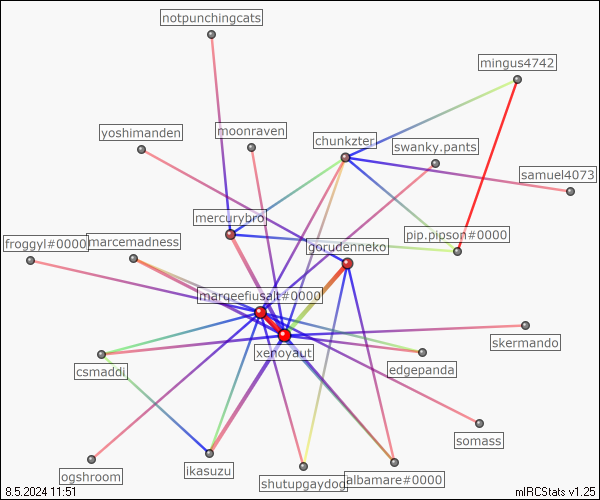 notpunchingcats
mingus4742
yoshimanden
moonraven
chunkzter
swanky.pants
samuel4073
mercurybro
pip.pipson#0000
froggyl#0000
marcemadness
gorudenneko
marqeefiusalt#0000
xenoyaut
skermando
csmaddi
edgepanda
somass
ogshroom
ikasuzu
shutupgaydog
albamare#0000
8.5.2024 11:51
mIRCStats v1.25